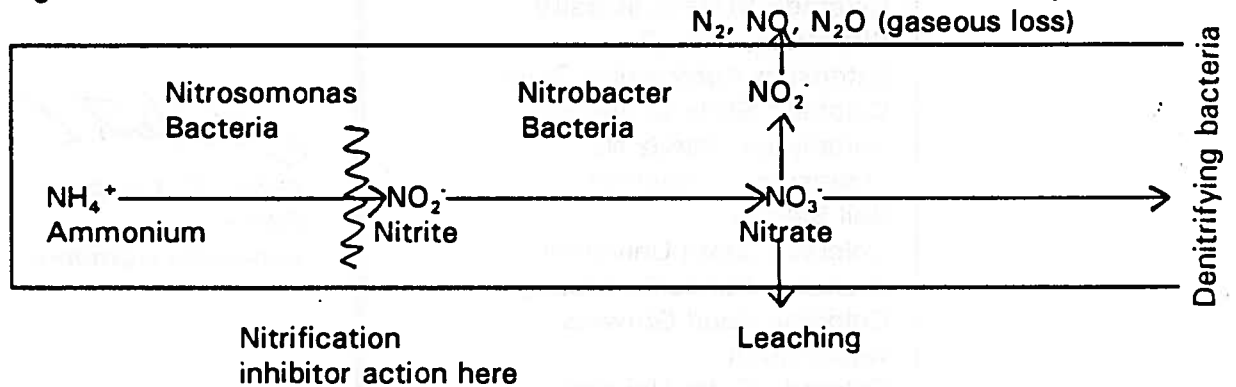 N₂, NO, N₂O (gaseous loss)
Nitrosomonas
Bacteria
Nitrobacter
Bacteria
NO₂⁻
NH₄⁺
Ammonium
NO₂⁻
Nitrite
NO₃⁻
Nitrate
Denitrifying bacteria
Nitrification
inhibitor action here
Leaching